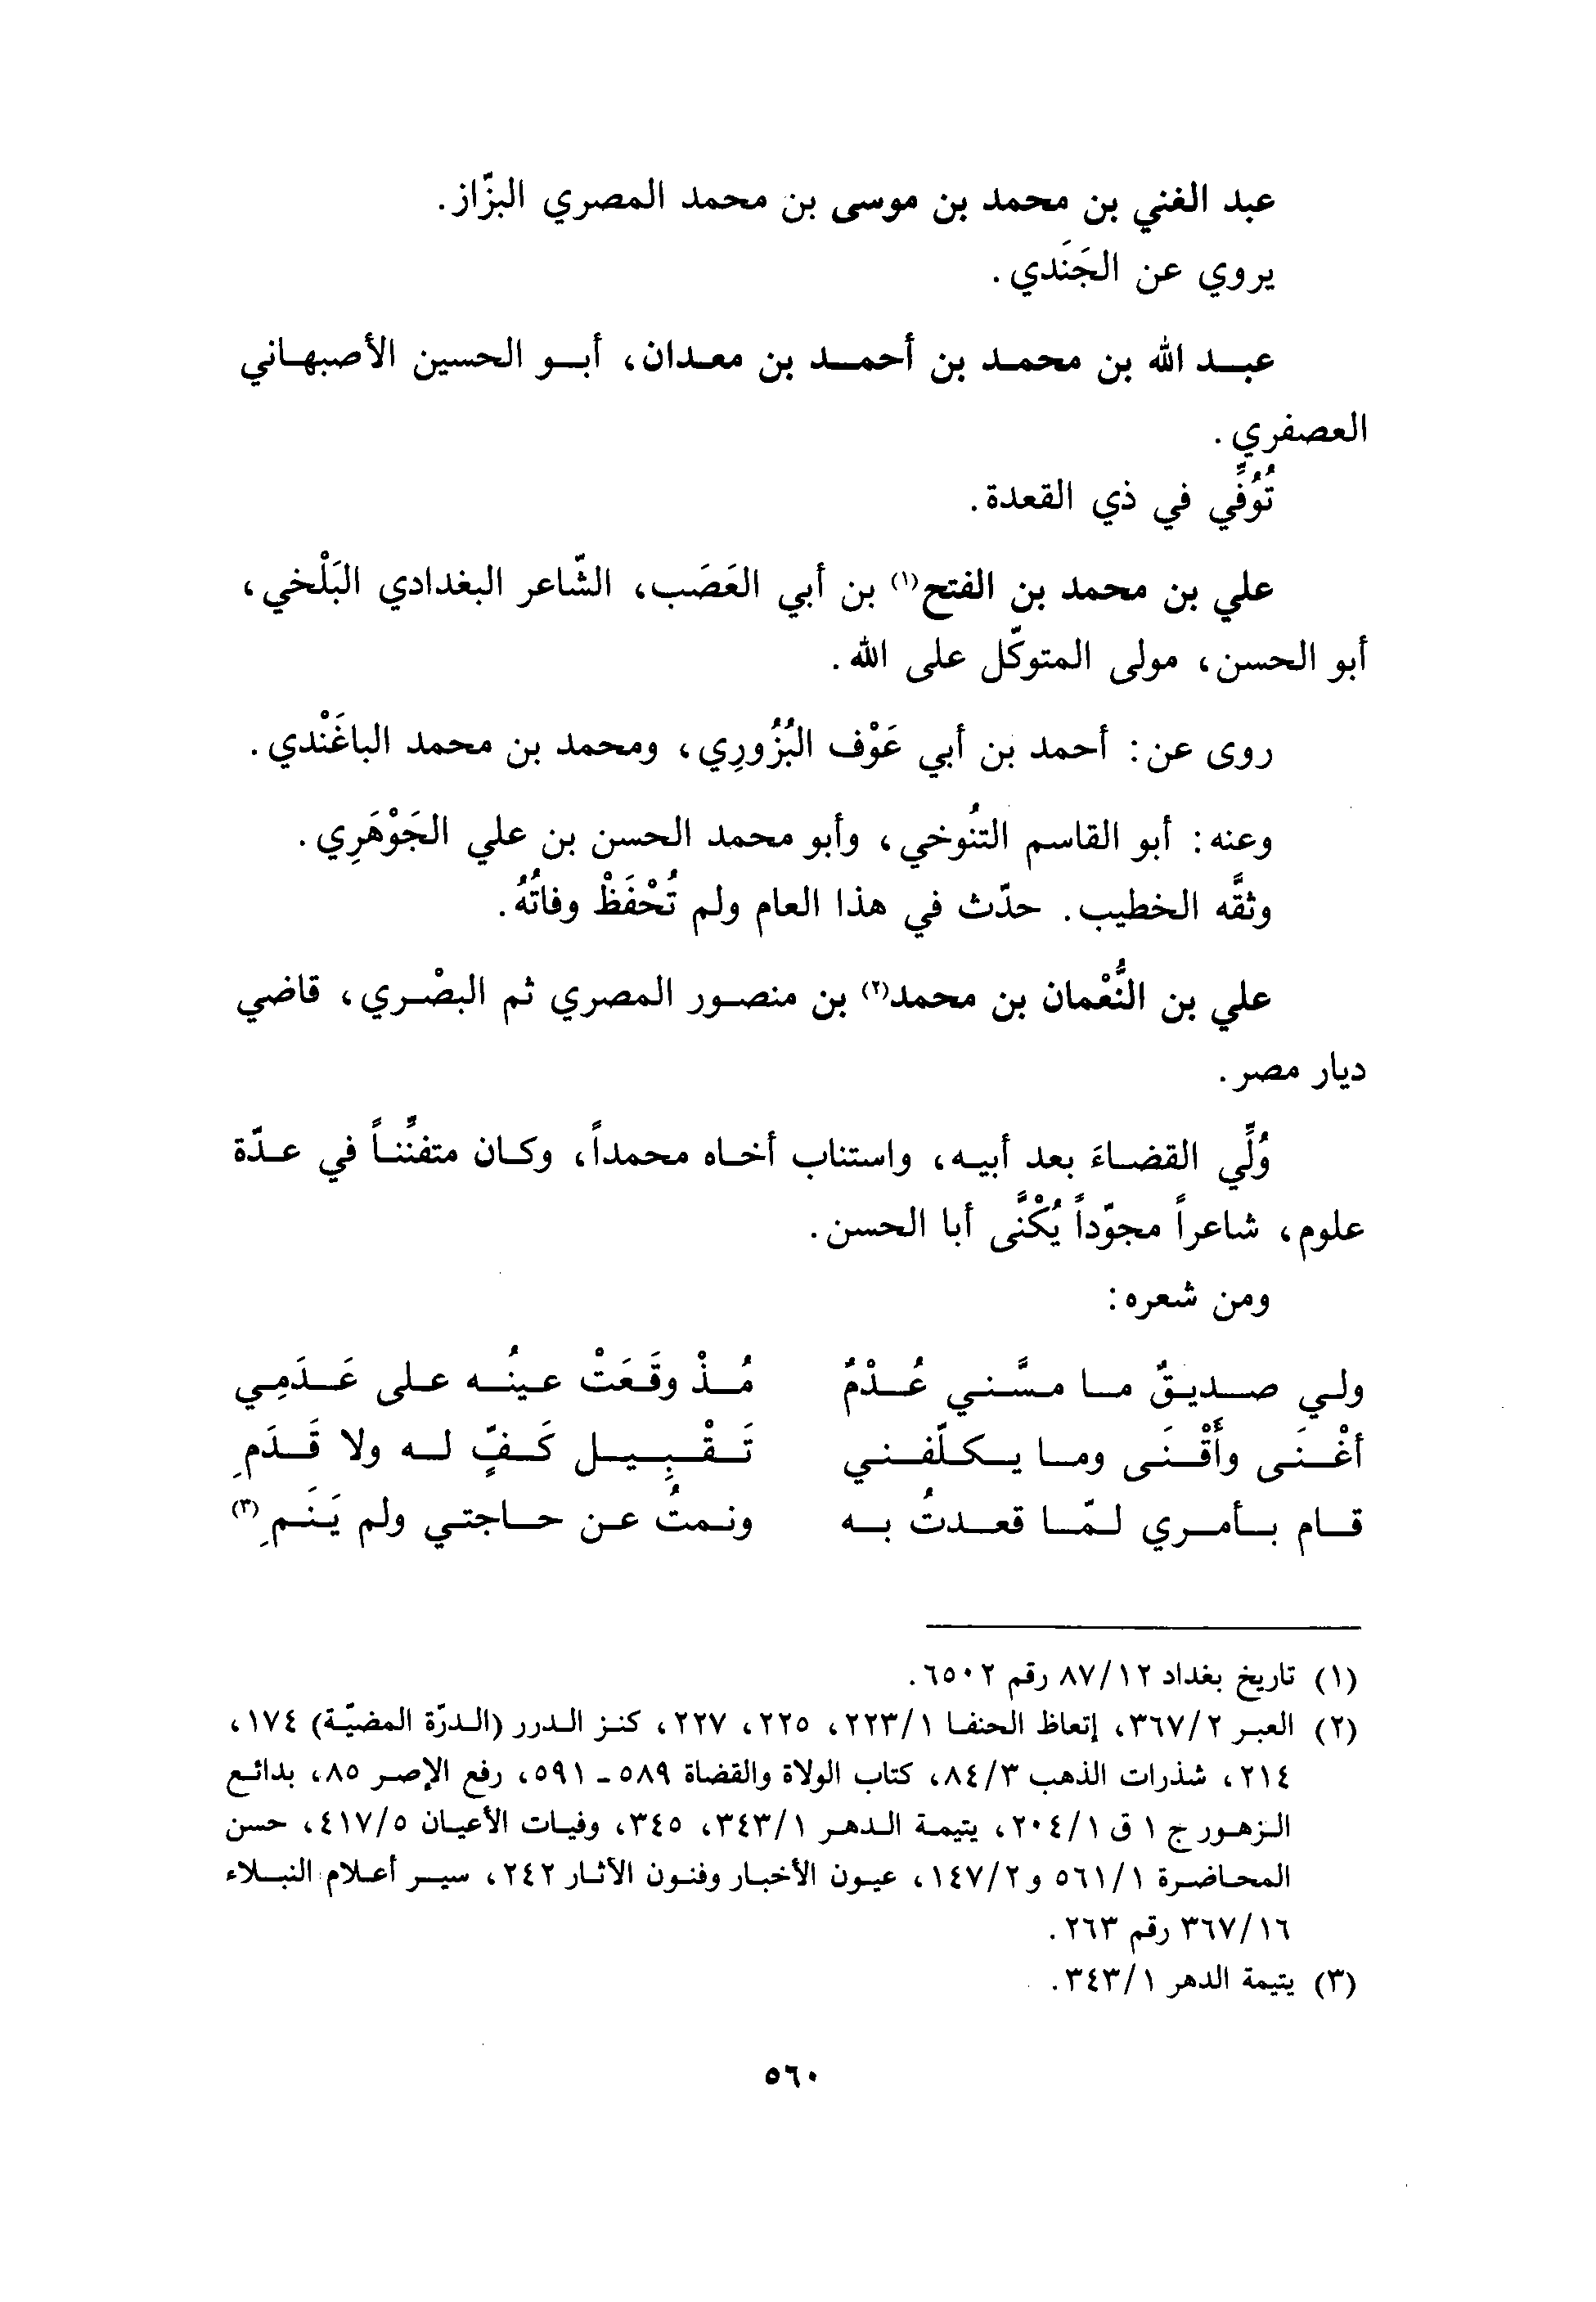 عبد الغني بن محمد بن موسى بن محمد المصري البزّاز.
يروي عن الجَنَدي.
عبد الله بن محمد بن أحمد بن معدان، أبو الحسين الأصبهاني
العصفري.
تُوُفِّي في ذي القعدة.
علي بن محمد بن الفتح(١) بن أبي العَصَب، الشّاعر البغدادي البَلْخي،
أبو الحسن، مولى المتوكّل على الله.
روى عن: أحمد بن أبي عَوْف البُزُورِي، ومحمد بن محمد الباغَنْدي.
وعنه: أبو القاسم التنُوخي، وأبو محمد الحسن بن علي الجَوْهَرِي.
وثقَّه الخطيب. حدّث في هذا العام ولم تُحْفَظْ وفاتُهُ.
علي بن النُّعْمان بن محمد(٢) بن منصور المصري ثم البصْري، قاضي
ديار مصر.
وُلِّي القضاءَ بعد أبيه، واستناب أخاه محمداً، وكان متفنِّناً في عدّة
علوم، شاعراً مجوّداً يُكْنَّى أبا الحسن.
ومن شعره:
ولي صديقٌ ما مسَّني عُدْمٌ مُذْ وقَعَتْ عينُه على عَدَمِي
أغْنَى وأَقْنَى وما يكلّفني تَقْبِيل كَفٍّ له ولا قَدَمِ
قام بأمري لمّا قعدتُ به ونمتُ عن حاجتي ولم يَنَمِ(٣)
(١) تاريخ بغداد ٨٧/١٢ رقم ٦٥٠٢.
(٢) العبر ٣٦٧/٢، إتعاظ الحنفا ٢٢٣/١، ٢٢٥، ٢٢٧، كنز الدرر (الدرّة المضيّة) ١٧٤،
٢١٤، شذرات الذهب ٨٤/٣، كتاب الولاة والقضاة ٥٨٩ - ٥٩١، رفع الإصر ٨٥، بدائع
الزهور ج ١ ق ٢٠٤/١، يتيمة الدهر ٣٤٣/١، ٣٤٥، وفيات الأعيان ٤١٧/٥، حسن
المحاضرة ٥٦١/١ و ١٤٧/٢، عيون الأخبار وفنون الآثار ٢٤٢، سير أعلام النبلاء
٣٦٧/١٦ رقم ٢٦٣.
(٣) يتيمة الدهر ٣٤٣/١.
٥٦٠